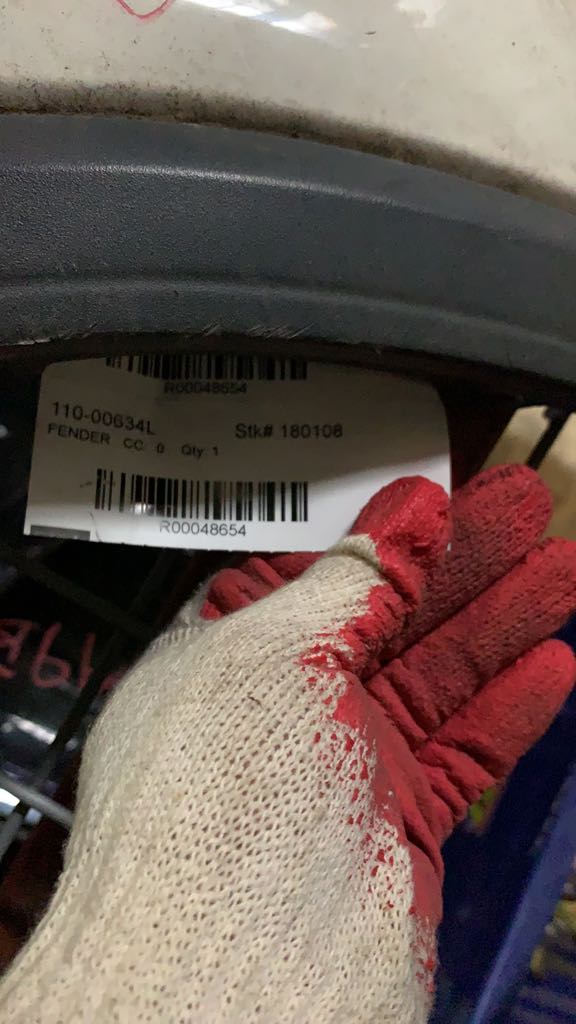 R00048654
110-00634L
Stk# 180108
FENDER CC: 0 Qty: 1
R00048654